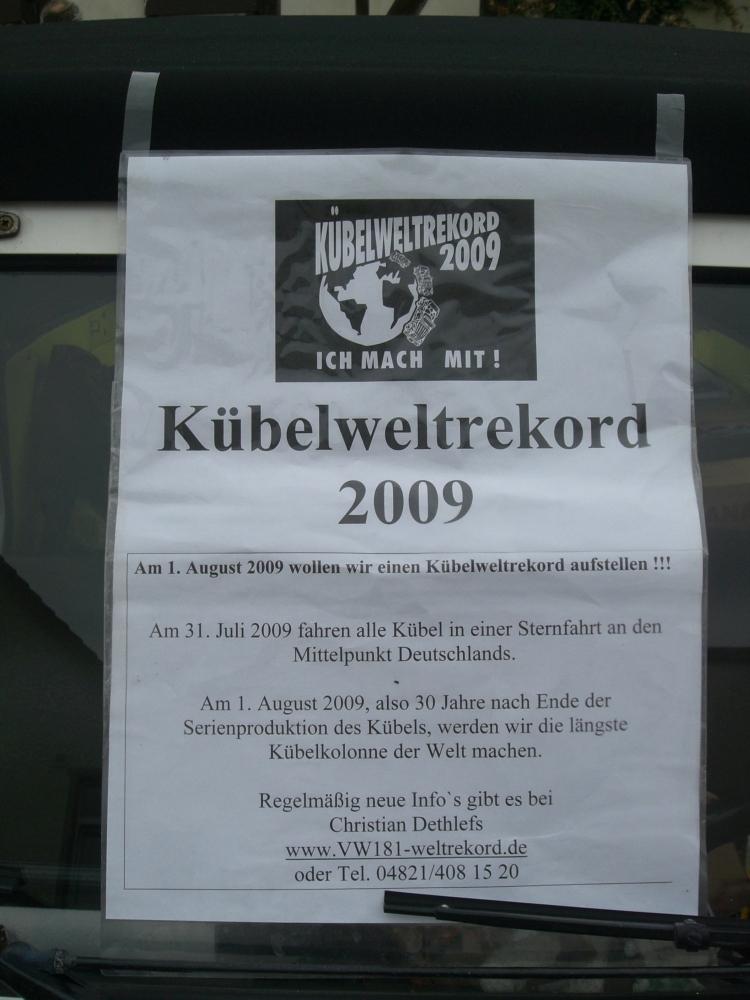 KÜBELWELTREKORD
2009
ICH MACH MIT !
Kübelweltrekord
2009
Am 1. August 2009 wollen wir einen Kübelweltrekord aufstellen !!!
Am 31. Juli 2009 fahren alle Kübel in einer Sternfahrt an den
Mittelpunkt Deutschlands.
Am 1. August 2009, also 30 Jahre nach Ende der
Serienproduktion des Kübels, werden wir die längste
Kübelkolonne der Welt machen.
Regelmäßig neue Info`s gibt es bei
Christian Dethlefs
www.VW181-weltrekord.de
oder Tel. 04821/408 15 20